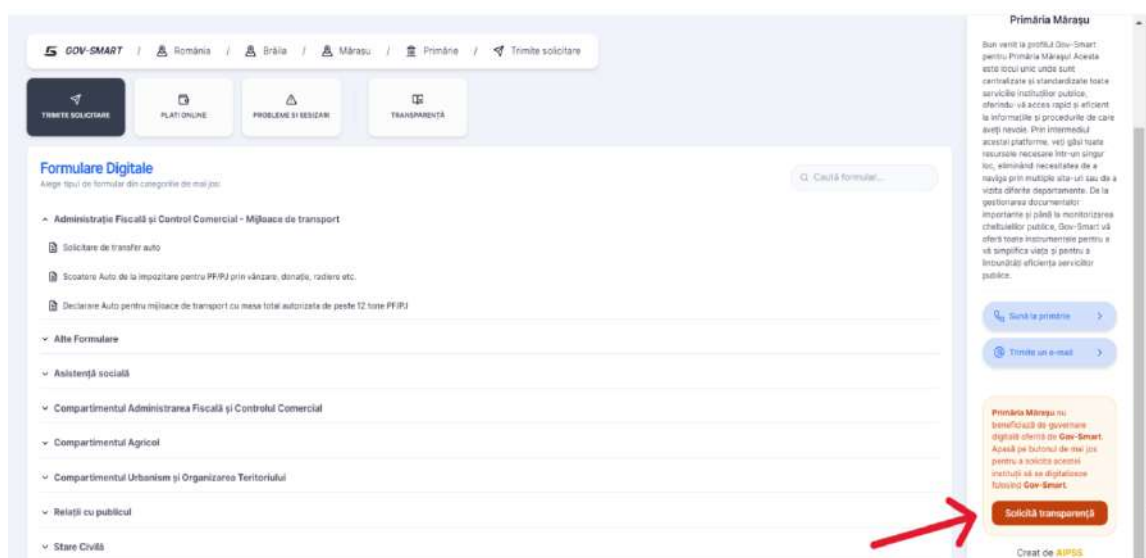 GOV-SMART / România / Brăila / Mărașu / Primărie / Trimite solicitare
TRIMITE SOLICITARE
PLATI ONLINE
PROBLEME SI SESIZARI
TRANSPARENȚĂ
Formulare Digitale
Alege tipul de formular din categoriile de mai jos:
Caută formular...
Administrație Fiscală și Control Comercial - Mijloace de transport
Solicitare de transfer auto
Scoatere Auto de la impozitare pentru PF/PJ prin vânzare, donație, radiere etc.
Declarare Auto pentru mijloace de transport cu masa total autorizata de peste 12 tone PF/PJ
Alte Formulare
Asistență socială
Compartimentul Administrarea Fiscală și Controlul Comercial
Compartimentul Agricol
Compartimentul Urbanism și Organizarea Teritoriului
Relații cu publicul
Stare Civilă
Primăria Mărașu
Bun venit la profilul Gov-Smart
pentru Primăria Mărașu! Acesta
este locul unic unde sunt
centralizate și standardizate toate
serviciile instituțiilor publice,
oferindu-vă acces rapid și eficient
la informațiile și procedurile de care
aveți nevoie. Prin intermediul
acestei platforme, veți găsi toate
resursele necesare într-un singur
loc, eliminând necesitatea de a
naviga prin multiple site-uri sau de a
vizita diferite departamente. De la
gestionarea documentelor
importante și până la monitorizarea
cheltuielilor publice, Gov-Smart vă
oferă toate instrumentele pentru a
vă simplifica viața și pentru a
îmbunătăți eficiența serviciilor
publice.
Sună la primărie
Trimite un e-mail
Primăria Mărașu nu
beneficiază de guvernare
digitală oferită de Gov-Smart.
Apasă pe butonul de mai jos
pentru a solicita acestei
instituții să se digitalizeze
folosind Gov-Smart.
Solicită transparență
Creat de AIPSS